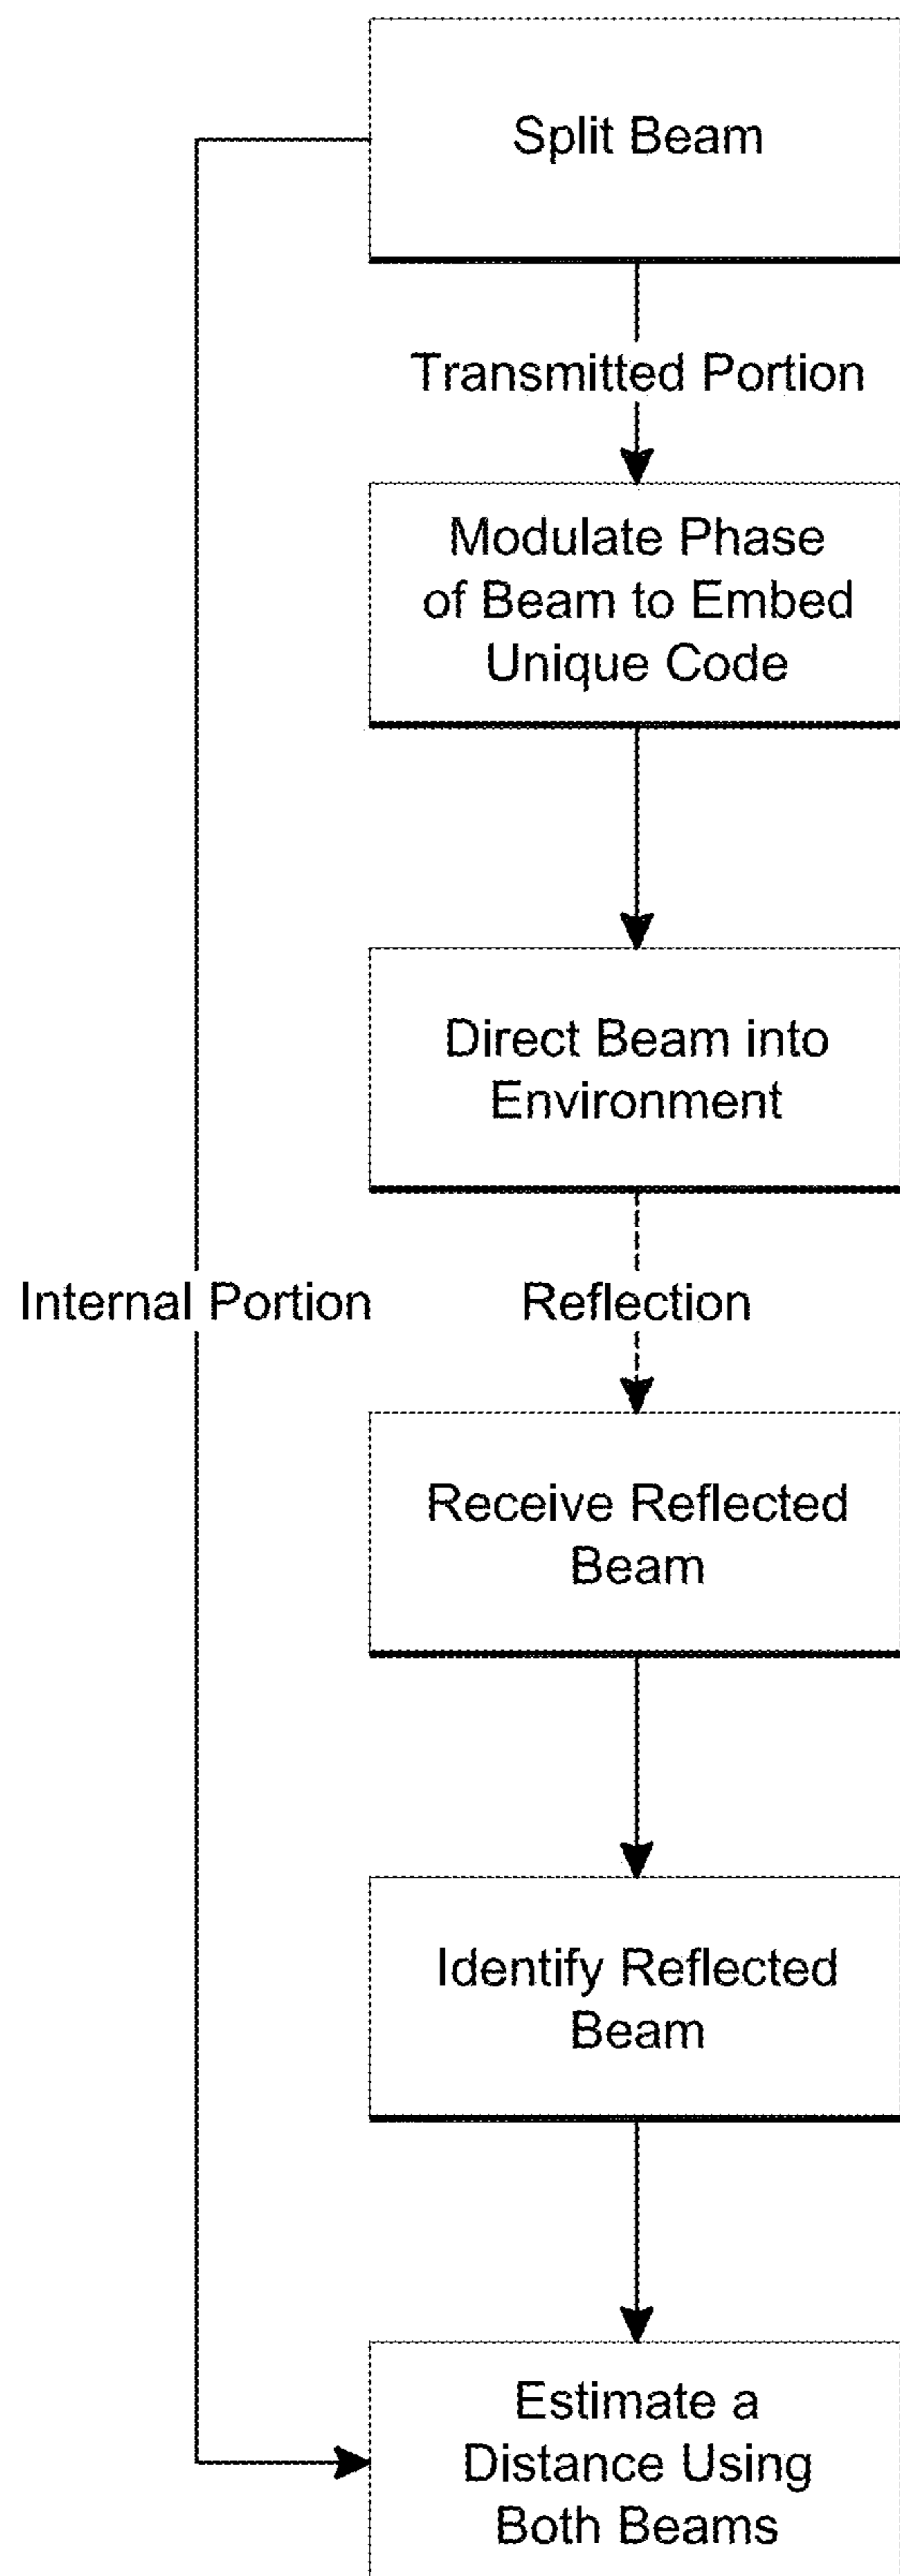 Split Beam
Transmitted Portion
Modulate Phase
of Beam to Embed
Unique Code
Direct Beam into
Environment
Internal Portion
Reflection
Receive Reflected
Beam
Identify Reflected
Beam
Estimate a
Distance Using
Both Beams